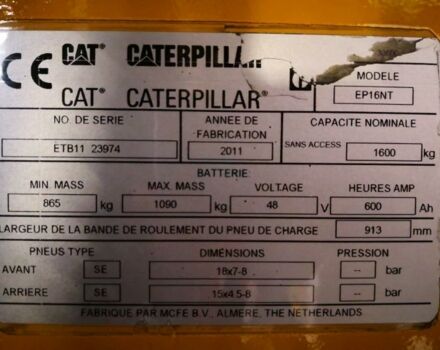 CE CAT CATERPILLAR
CAT® CATERPILLAR®
MODELE
EP16NT
NO. DE SERIE
ETB11 23974
ANNEE DE
FABRICATION
2011
CAPACITE NOMINALE
SANS ACCESS 1600 kg
BATTERIE:
MIN. MASS MAX. MASS VOLTAGE HEURES AMP
865 kg 1090 kg 48 V 600 Ah
LARGEUR DE LA BANDE DE ROULEMENT DU PNEU DE CHARGE 913 mm
PNEUS TYPE DIMENSIONS PRESSION
AVANT SE 18x7-8 -- bar
ARRIERE SE 15x4.5-8 -- bar
FABRIQUE PAR MCFE B.V., ALMERE, THE NETHERLANDS